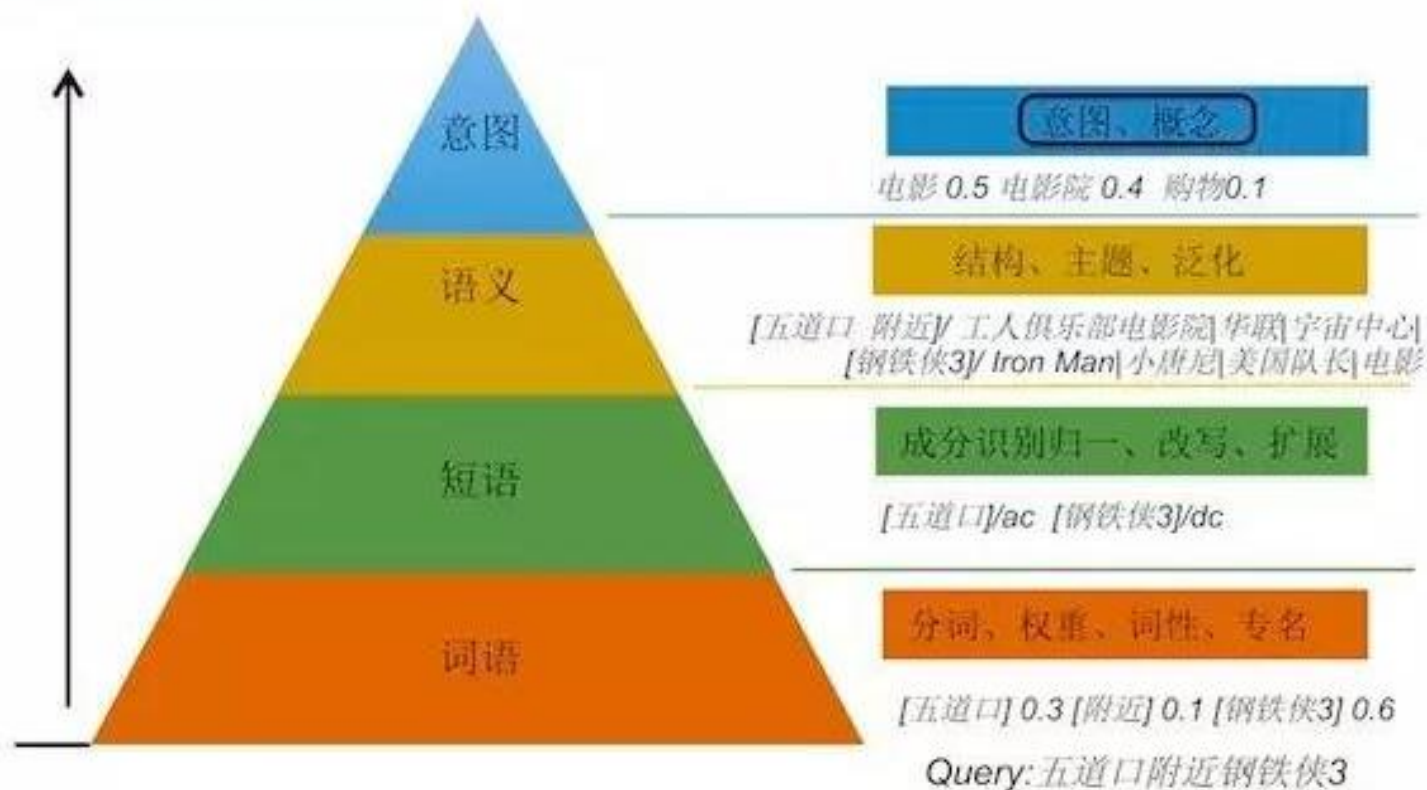 意图
意图、概念
电影 0.5 电影院 0.4 购物0.1
语义
结构、主题、泛化
[五道口 附近]/ 工人俱乐部电影院|华联|宇宙中心|
[钢铁侠3]/ Iron Man|小唐尼|美国队长|电影
短语
成分识别归一、改写、扩展
[五道口]/ac [钢铁侠3]/dc
词语
分词、权重、词性、专名
[五道口] 0.3 [附近] 0.1 [钢铁侠3] 0.6
Query:五道口附近钢铁侠3